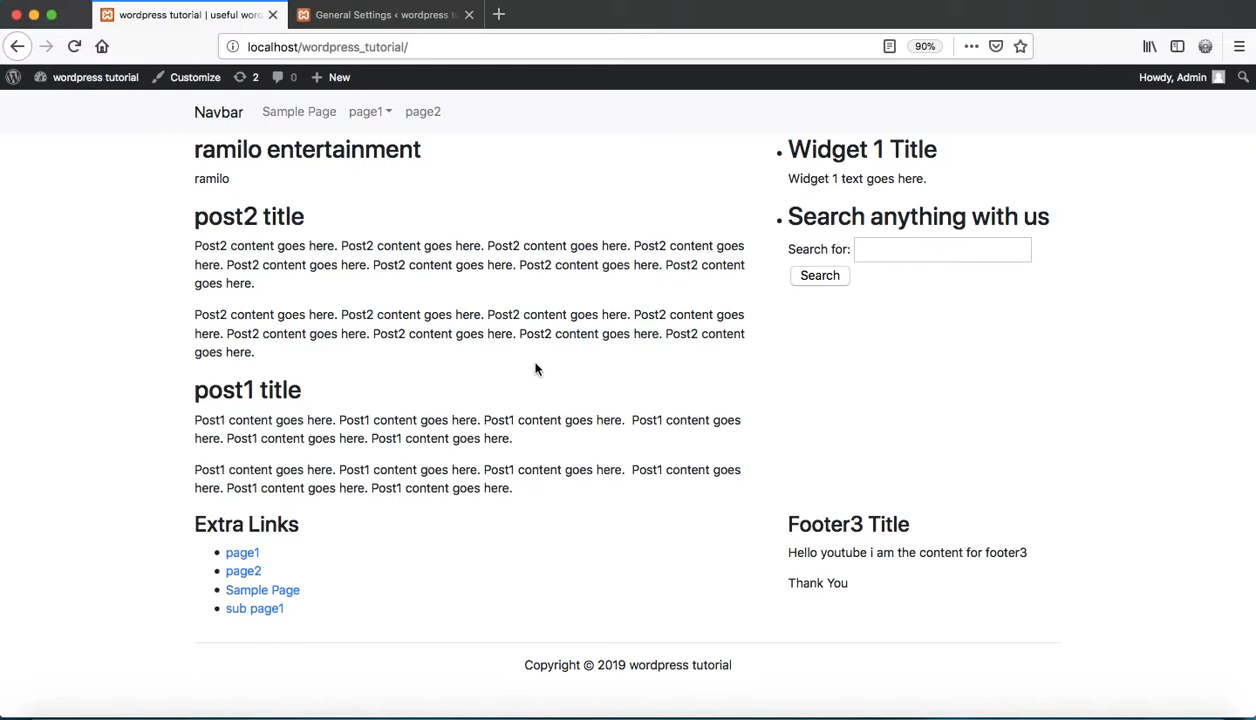 wordpress tutorial | useful wor
General Settings ‹ wordpress t
localhost/wordpress_tutorial/
90%
wordpress tutorial
Customize
2
0
New
Howdy, Admin
Navbar
Sample Page
page1
page2
ramilo entertainment
ramilo
post2 title
Post2 content goes here. Post2 content goes here. Post2 content goes here. Post2 content goes
here. Post2 content goes here. Post2 content goes here. Post2 content goes here. Post2 content
goes here.
Post2 content goes here. Post2 content goes here. Post2 content goes here. Post2 content goes
here. Post2 content goes here. Post2 content goes here. Post2 content goes here. Post2 content
goes here.
post1 title
Post1 content goes here. Post1 content goes here. Post1 content goes here.  Post1 content goes
here. Post1 content goes here. Post1 content goes here.
Post1 content goes here. Post1 content goes here. Post1 content goes here.  Post1 content goes
here. Post1 content goes here. Post1 content goes here.
Widget 1 Title
Widget 1 text goes here.
Search anything with us
Search for:
Search
Extra Links
page1
page2
Sample Page
sub page1
Footer3 Title
Hello youtube i am the content for footer3
Thank You
Copyright © 2019 wordpress tutorial